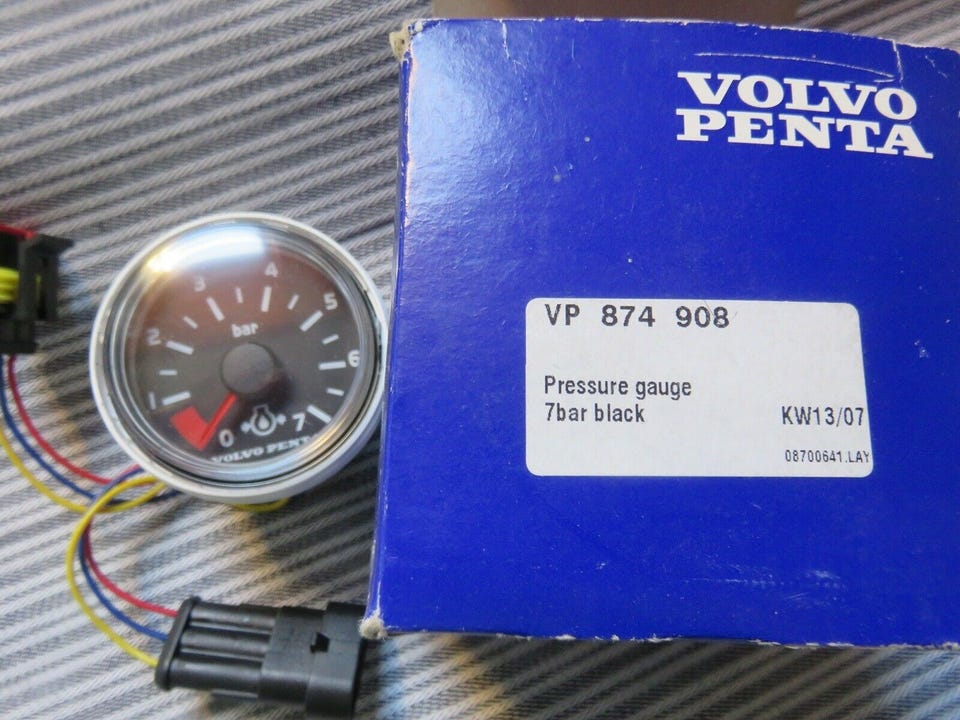 VOLVO
PENTA
VP 874 908
Pressure gauge
7bar black KW13/07
08700641.LAY
3 4
2 5
bar
6
1
0 7
VOLVO PENTA